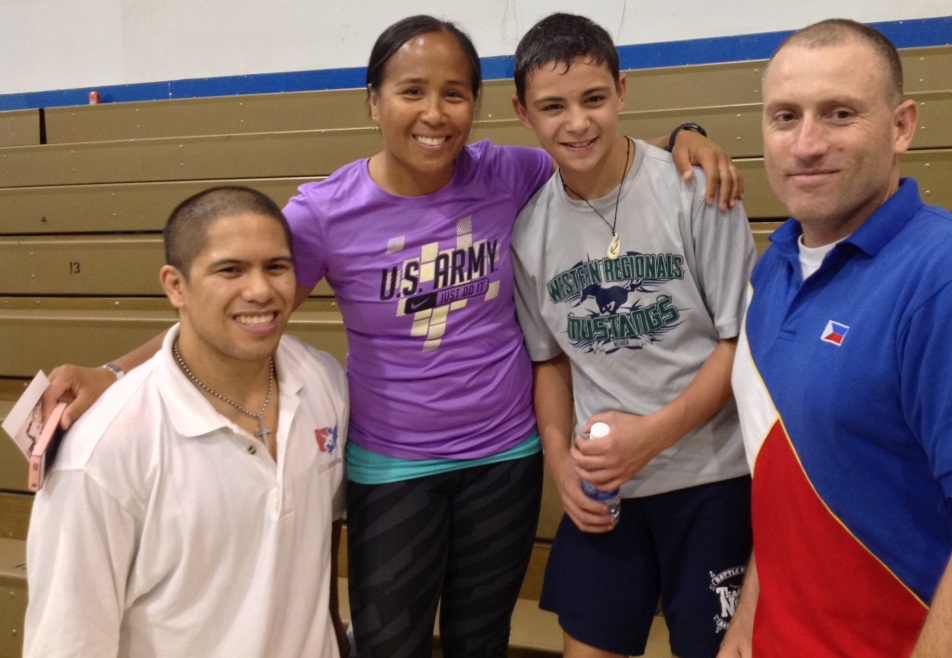 13
U.S. ARMY
JUST DO IT
WESTERN REGIONALS
MUSTANGS